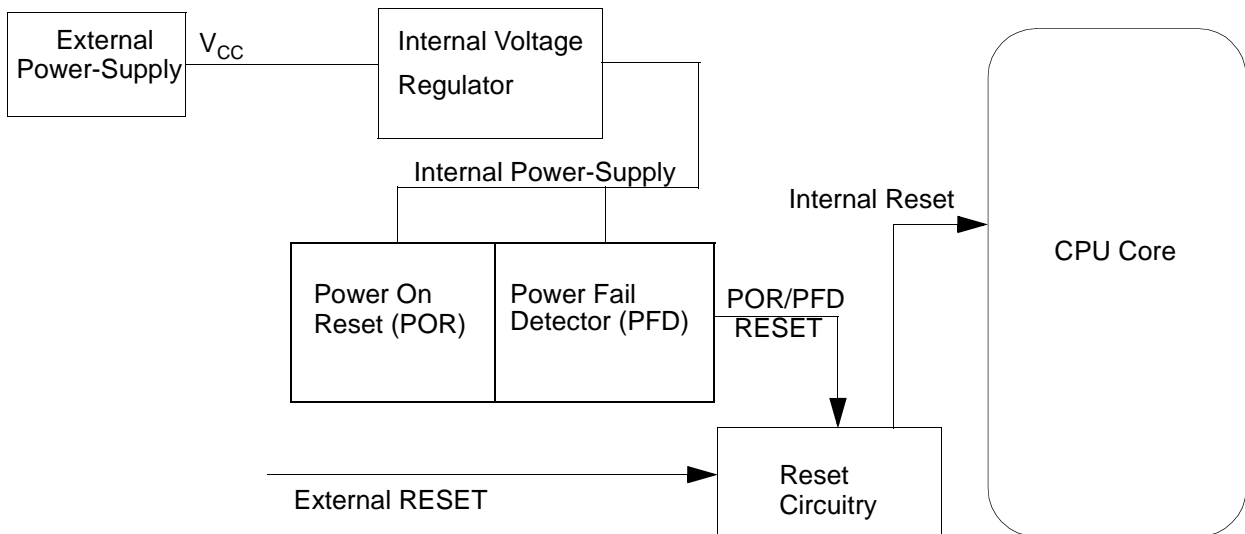 External
Power-Supply
VCC
Internal Voltage
Regulator
Internal Power-Supply
Internal Reset
CPU Core
Power On
Reset (POR)
Power Fail
Detector (PFD)
POR/PFD
RESET
External RESET
Reset
Circuitry